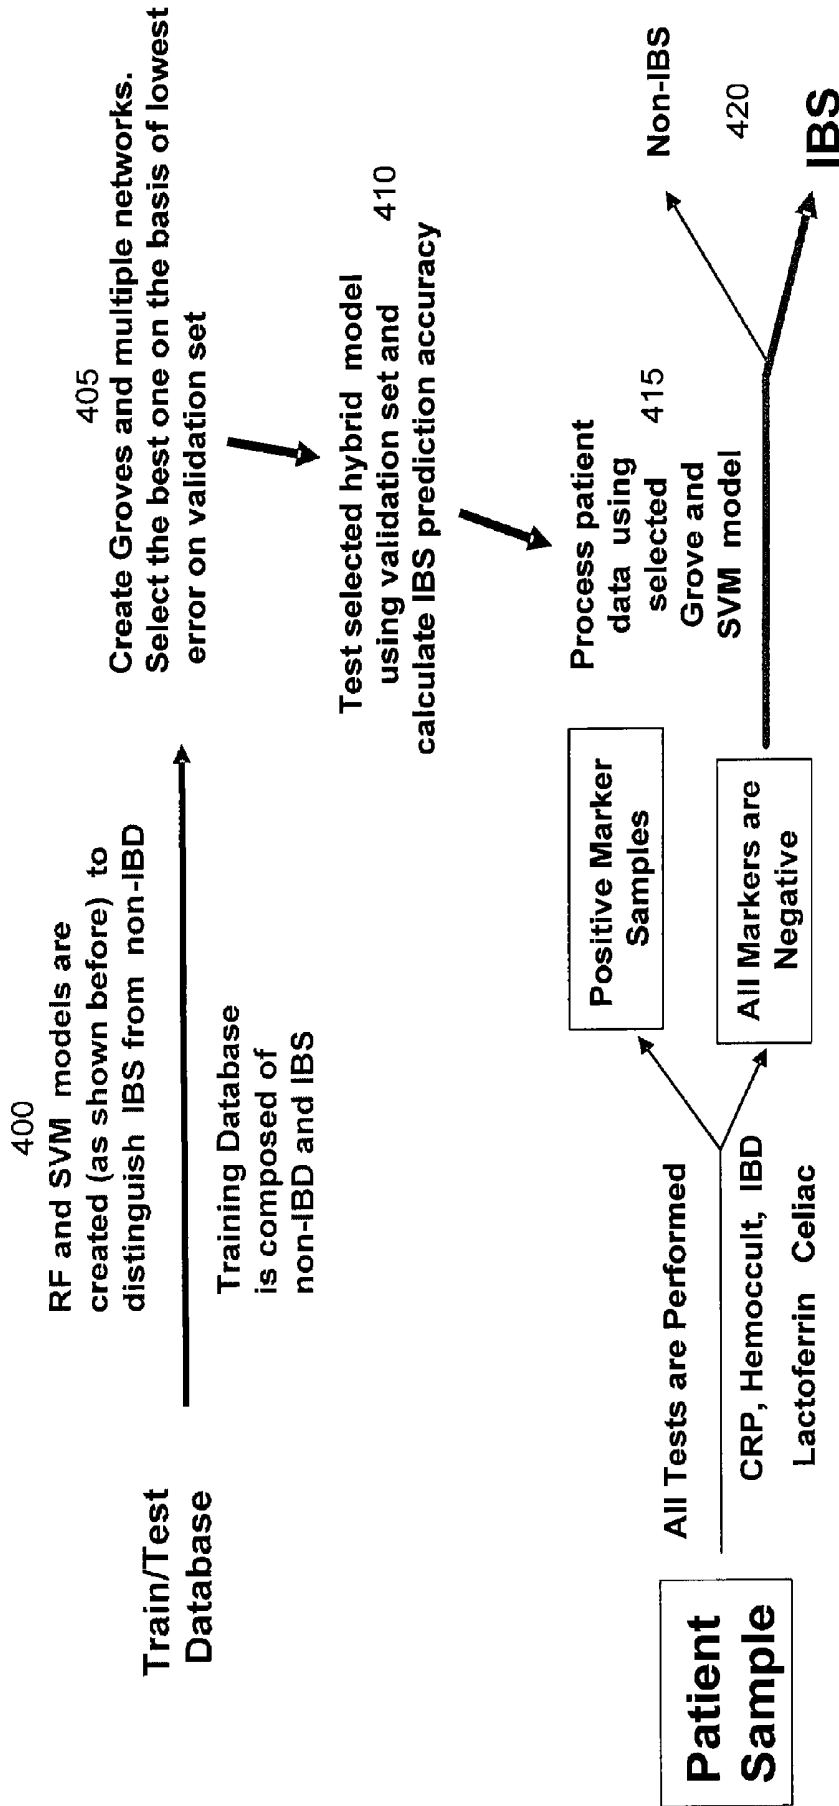 400
RF and SVM models are
created (as shown before) to
distinguish IBS from non-IBD
Train/Test
Database
Training Database
is composed of
non-IBD and IBS
405
Create Groves and multiple networks.
Select the best one on the basis of lowest
error on validation set
Test selected hybrid model
using validation set and
410
calculate IBS prediction accuracy
Process patient
data using
selected
415
Grove and
SVM model
Patient
Sample
All Tests are Performed
CRP, Hemoccult, IBD
Lactoferrin Celiac
Positive Marker
Samples
All Markers are
Negative
Non-IBS
420
IBS